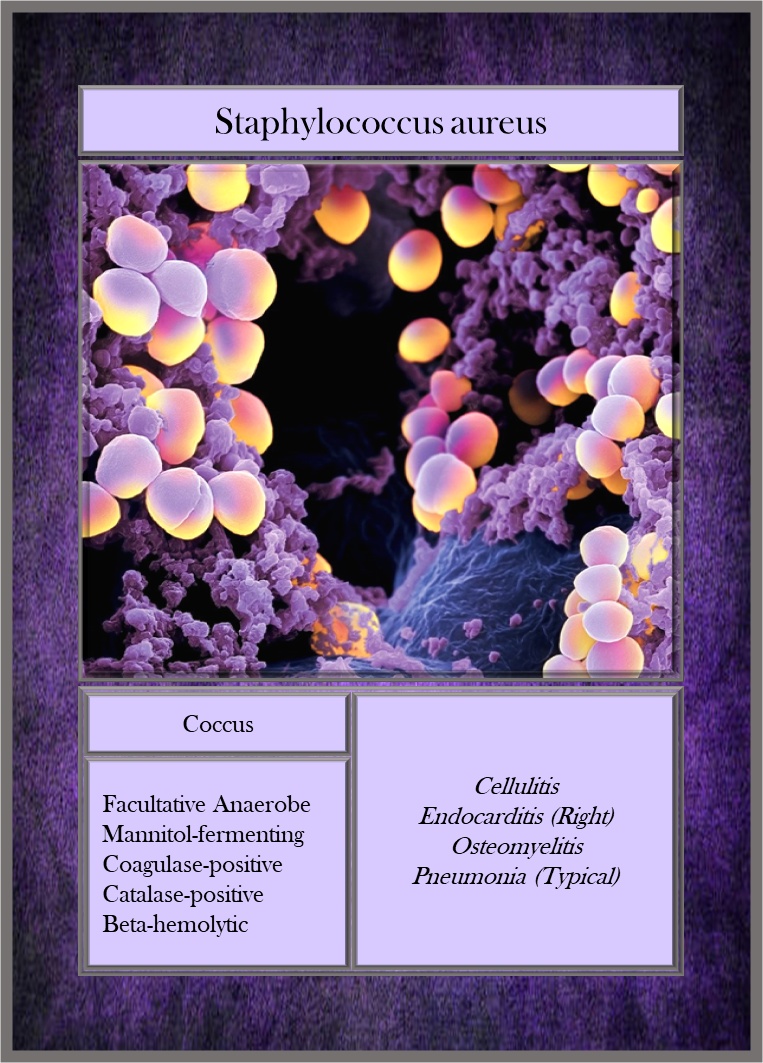 Staphylococcus aureus
Coccus
Facultative Anaerobe
Mannitol-fermenting
Coagulase-positive
Catalase-positive
Beta-hemolytic
Cellulitis
Endocarditis (Right)
Osteomyelitis
Pneumonia (Typical)